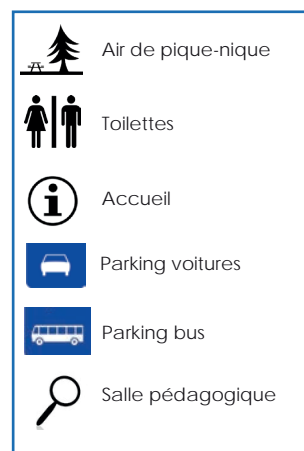 Air de pique-nique
Toilettes
Accueil
Parking voitures
Parking bus
Salle pédagogique